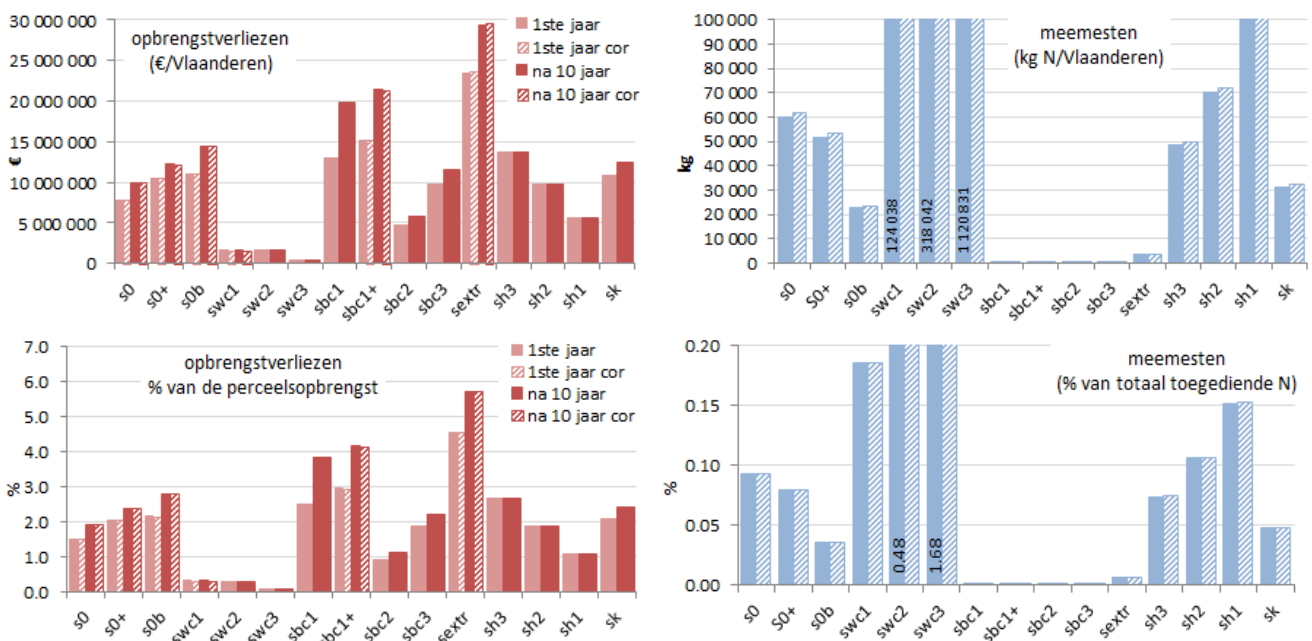 30 000 000
25 000 000
20 000 000
15 000 000
10 000 000
5 000 000
0
€
opbrengstverliezen
(€/Vlaanderen)
1ste jaar
1ste jaar cor
na 10 jaar
na 10 jaar cor
s0 s0+ s0b swc1 swc2 swc3 sbc1 sbc1+ sbc2 sbc3 sextr sh3 sh2 sh1 sk
100 000
90 000
80 000
70 000
60 000
50 000
40 000
30 000
20 000
10 000
0
kg
meemesten
(kg N/Vlaanderen)
124 038
318 042
1 120 831
s0 S0+ s0b swc1 swc2 swc3 sbc1 sbc1+ sbc2 sbc3 sextr sh3 sh2 sh1 sk
7.0
6.0
5.0
4.0
3.0
2.0
1.0
0.0
%
opbrengstverliezen
% van de perceelsopbrengst
1ste jaar
1ste jaar cor
na 10 jaar
na 10 jaar cor
s0 s0+ s0b swc1 swc2 swc3 sbc1 sbc1+ sbc2 sbc3 sextr sh3 sh2 sh1 sk
0.20
0.15
0.10
0.05
0.00
%
meemesten
(% van totaal toegediende N)
0.48
1.68
s0 S0+ s0b swc1 swc2 swc3 sbc1 sbc1+ sbc2 sbc3 sextr sh3 sh2 sh1 sk